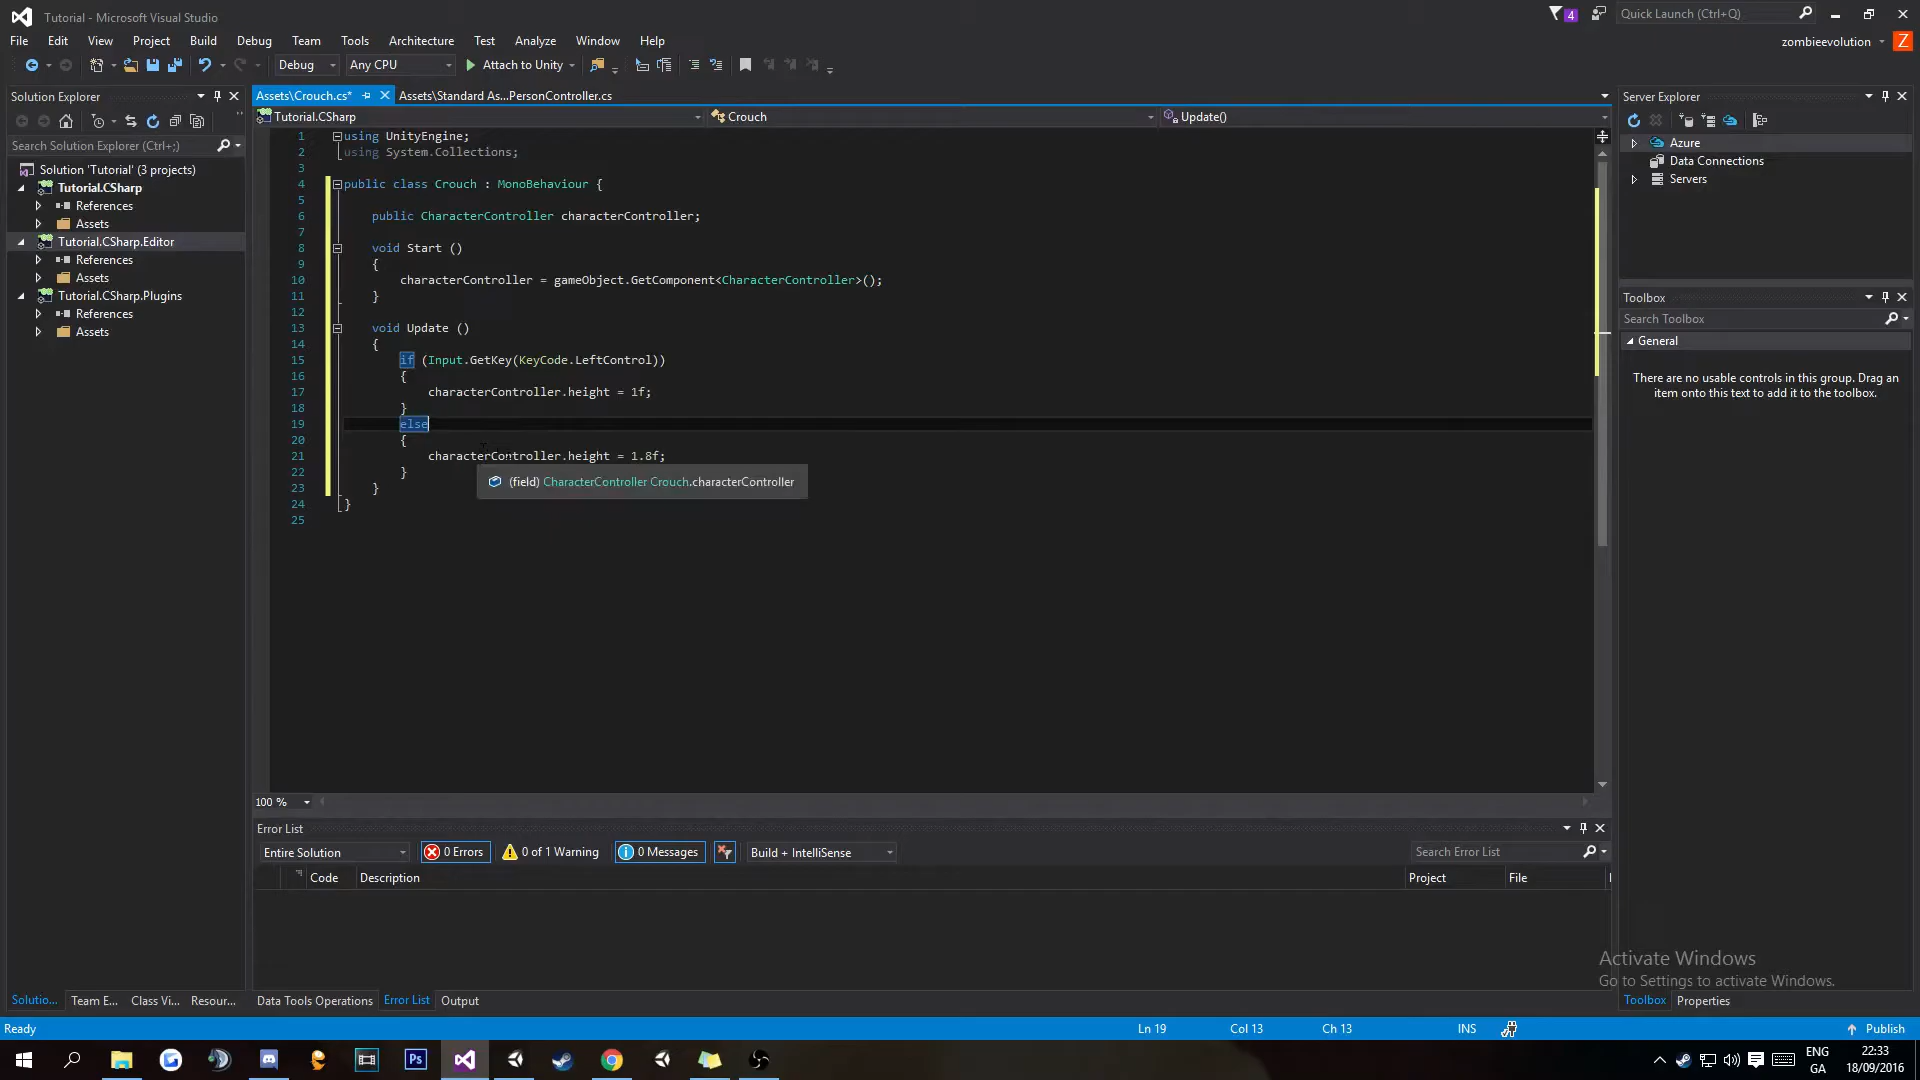 Tutorial - Microsoft Visual Studio
4
Quick Launch (Ctrl+Q)
File Edit View Project Build Debug Team Tools Architecture Test Analyze Window Help
zombieevolution Z
Debug Any CPU Attach to Unity
Solution Explorer
Assets\Crouch.cs* Assets\Standard As...PersonController.cs
Server Explorer
Tutorial.CSharp Crouch Update()
Search Solution Explorer (Ctrl+;)
Solution 'Tutorial' (3 projects)
Tutorial.CSharp
References
Assets
Tutorial.CSharp.Editor
References
Assets
Tutorial.CSharp.Plugins
References
Assets
1 using UnityEngine;
2 using System.Collections;
3
4 public class Crouch : MonoBehaviour {
5
6 public CharacterController characterController;
7
8 void Start ()
9 {
10 characterController = gameObject.GetComponent<CharacterController>();
11 }
12
13 void Update ()
14 {
15 if (Input.GetKey(KeyCode.LeftControl))
16 {
17 characterController.height = 1f;
18 }
19 else
20 {
21 characterController.height = 1.8f;
22 }
23 }
24 }
25
(field) CharacterController Crouch.characterController
Azure
Data Connections
Servers
Toolbox
Search Toolbox
General
There are no usable controls in this group. Drag an
item onto this text to add it to the toolbox.
100 %
Error List
Entire Solution 0 Errors 0 of 1 Warning 0 Messages Build + IntelliSense
Search Error List
Code Description Project File
Activate Windows
Go to Settings to activate Windows.
Solutio... Team E... Class Vi... Resour...
Data Tools Operations Error List Output
Toolbox Properties
Ready Ln 19 Col 13 Ch 13 INS Publish
Ps
ENG
GA
22:33
18/09/2016